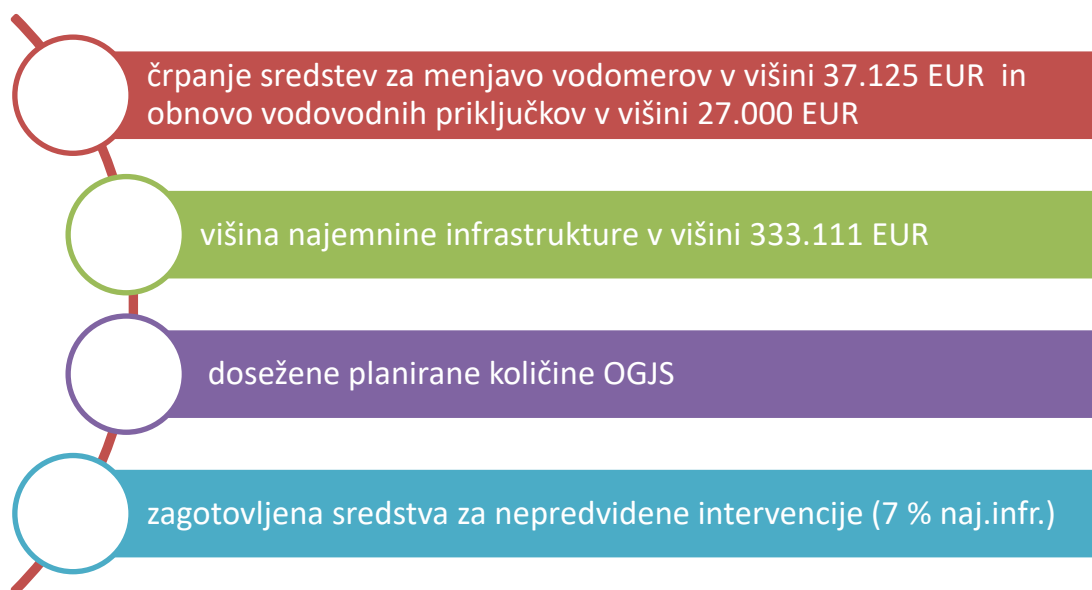 črpanje sredstev za menjavo vodomerov v višini 37.125 EUR in
obnovo vodovodnih priključkov v višini 27.000 EUR
višina najemnine infrastrukture v višini 333.111 EUR
dosežene planirane količine OGJS
zagotovljena sredstva za nepredvidene intervencije (7 % naj.infr.)